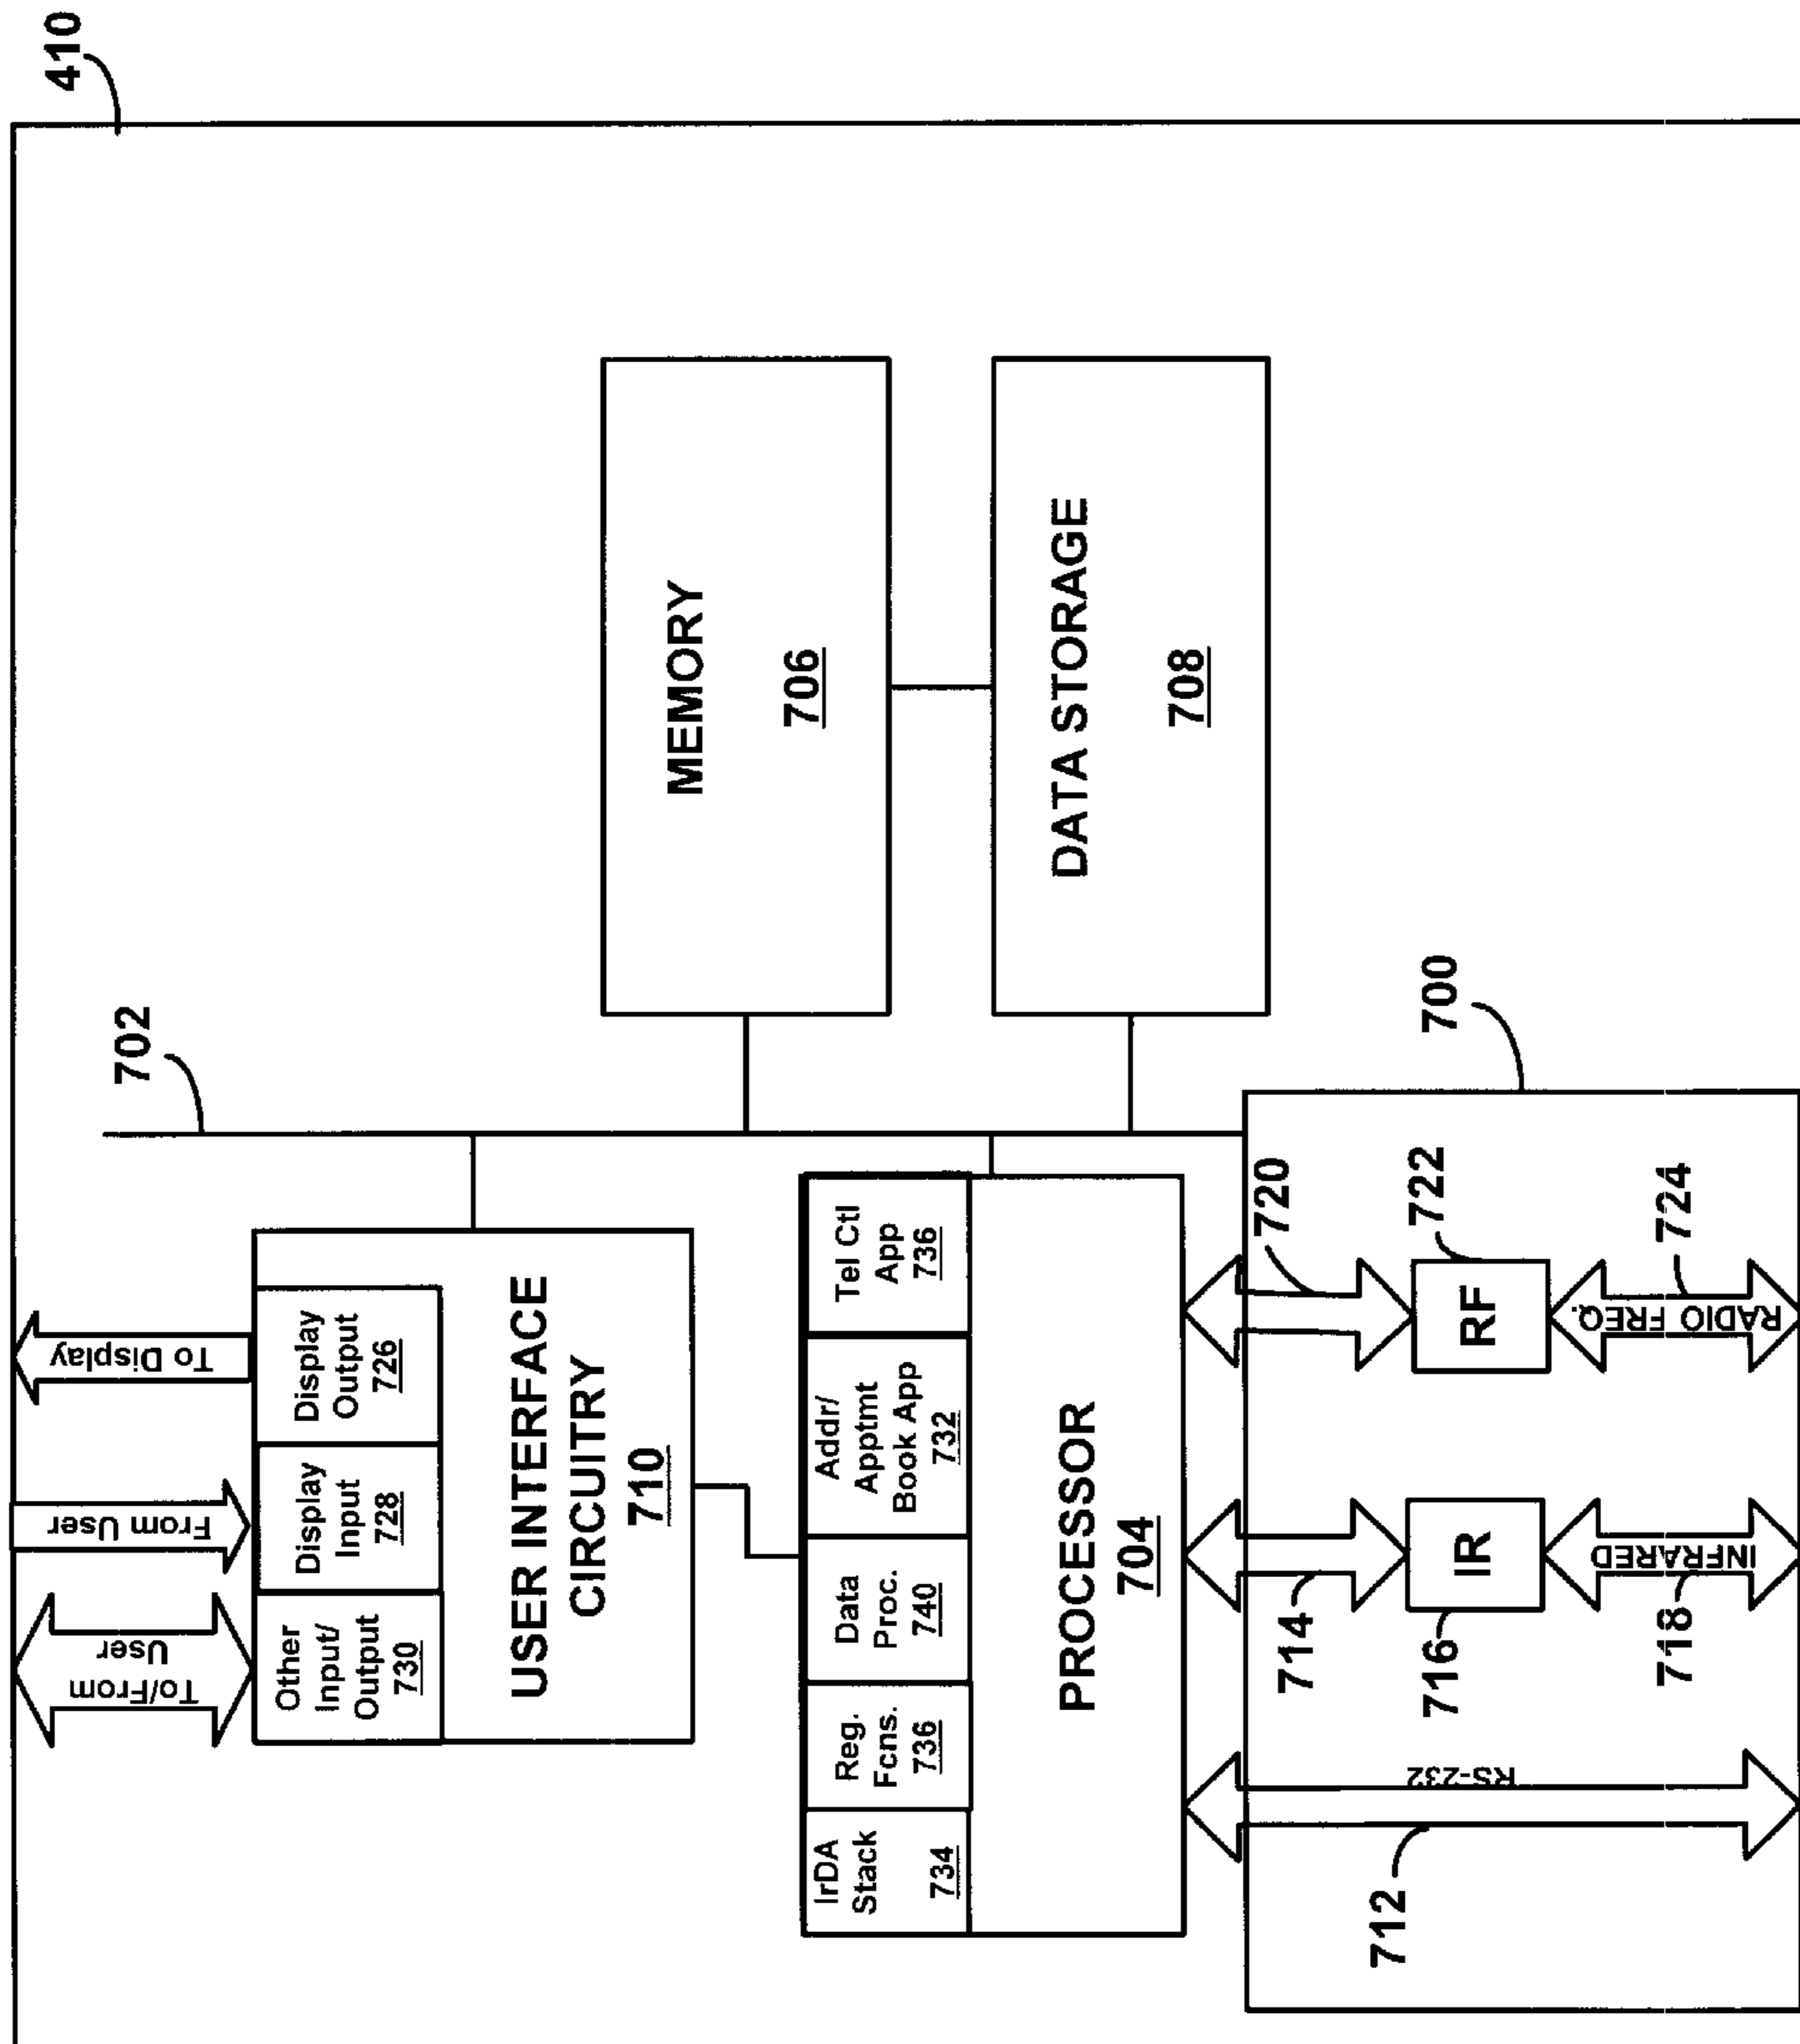 410
To/From
User
From User
To Display
702
Other
Input/
Output
730
Display
Input
728
Display
Output
726
USER INTERFACE
CIRCUITRY
710
MEMORY
706
DATA STORAGE
708
IrDA
Stack
734
Reg.
Fcns.
736
Data
Proc.
740
Addr/
Apptmt
Book App
732
Tel Ctl
App
736
PROCESSOR
704
700
712
RS-232
714
716
IR
718
INFRARED
720
722
RF
724
RADIO FREQ.